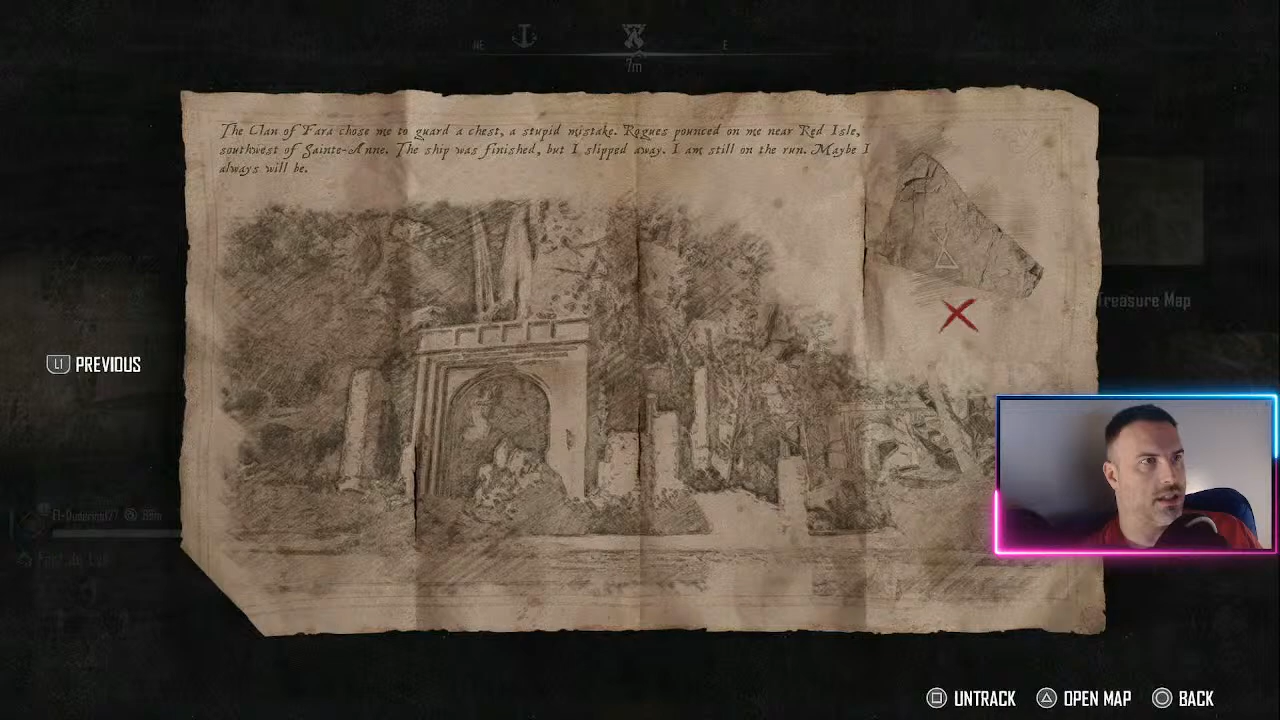 NE
E
7m
The Clan of Fara chose me to guard a chest, a stupid mistake. Rogues pounced on me near Red Isle,
southwest of Sainte-Anne. The ship was finished, but I slipped away. I am still on the run. Maybe I
always will be.
Treasure Map
L1 PREVIOUS
UNTRACK
OPEN MAP
BACK